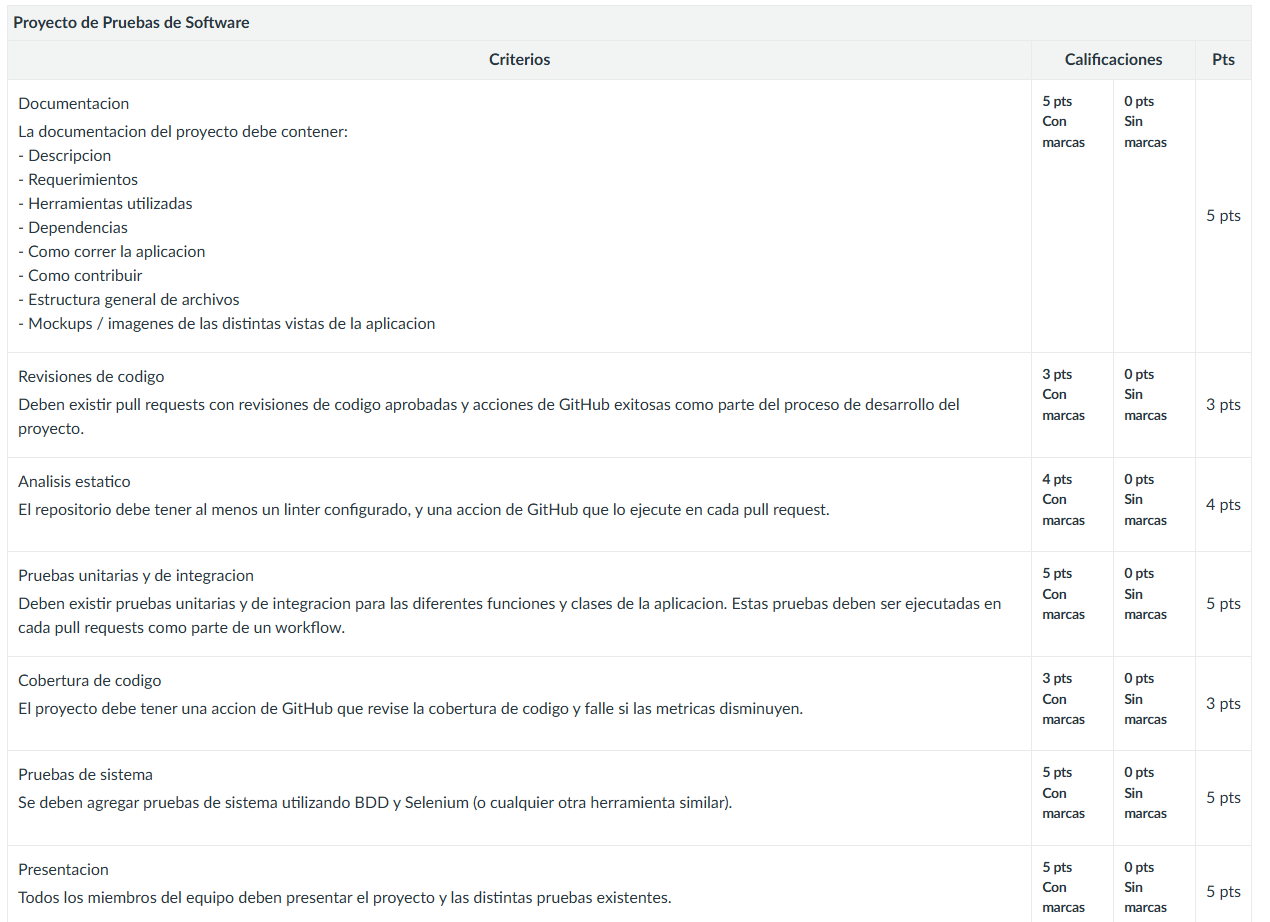 Proyecto de Pruebas de Software
Criterios Calificaciones Pts
Documentacion
La documentacion del proyecto debe contener:
- Descripcion
- Requerimientos
- Herramientas utilizadas
- Dependencias
- Como correr la aplicacion
- Como contribuir
- Estructura general de archivos
- Mockups / imagenes de las distintas vistas de la aplicacion
5 pts
Con
marcas
0 pts
Sin
marcas
5 pts
Revisiones de codigo
Deben existir pull requests con revisiones de codigo aprobadas y acciones de GitHub exitosas como parte del proceso de desarrollo del
proyecto.
3 pts
Con
marcas
0 pts
Sin
marcas
3 pts
Analisis estatico
El repositorio debe tener al menos un linter configurado, y una accion de GitHub que lo ejecute en cada pull request.
4 pts
Con
marcas
0 pts
Sin
marcas
4 pts
Pruebas unitarias y de integracion
Deben existir pruebas unitarias y de integracion para las diferentes funciones y clases de la aplicacion. Estas pruebas deben ser ejecutadas en
cada pull requests como parte de un workflow.
5 pts
Con
marcas
0 pts
Sin
marcas
5 pts
Cobertura de codigo
El proyecto debe tener una accion de GitHub que revise la cobertura de codigo y falle si las metricas disminuyen.
3 pts
Con
marcas
0 pts
Sin
marcas
3 pts
Pruebas de sistema
Se deben agregar pruebas de sistema utilizando BDD y Selenium (o cualquier otra herramienta similar).
5 pts
Con
marcas
0 pts
Sin
marcas
5 pts
Presentacion
Todos los miembros del equipo deben presentar el proyecto y las distintas pruebas existentes.
5 pts
Con
marcas
0 pts
Sin
marcas
5 pts